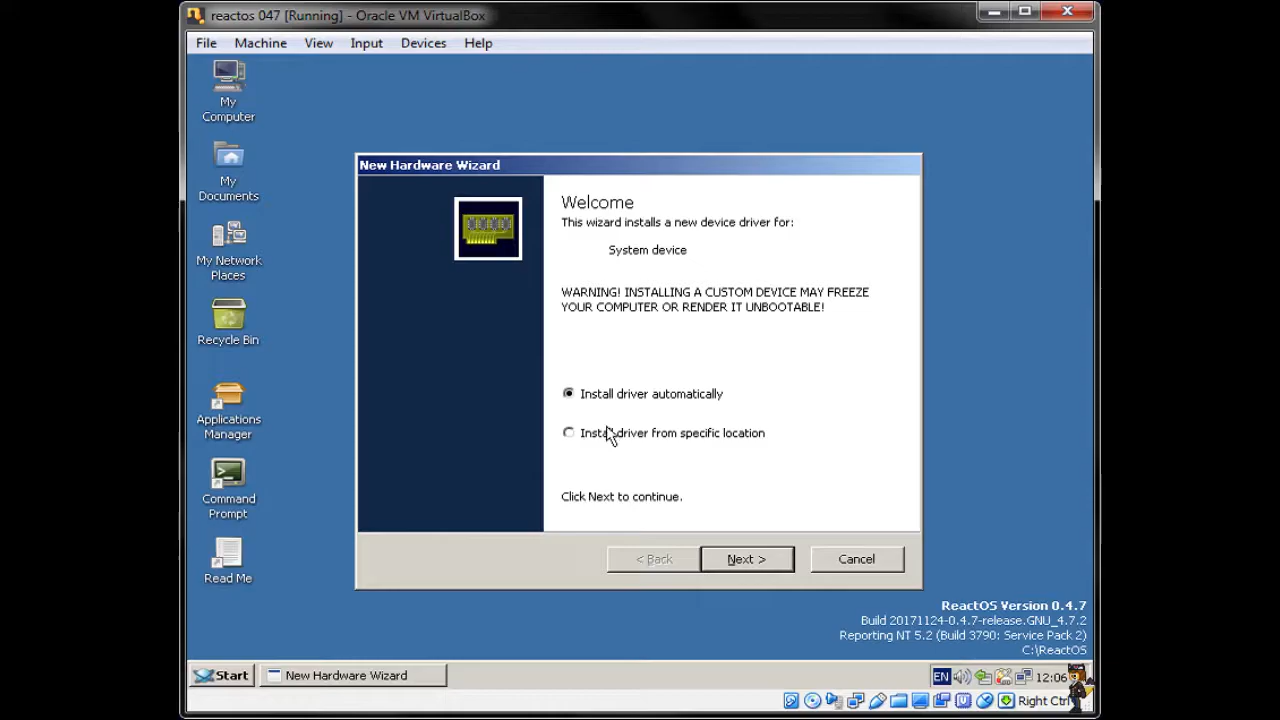 reactos 047 [Running] - Oracle VM VirtualBox
File Machine View Input Devices Help
My Computer
My Documents
My Network Places
Recycle Bin
Applications Manager
Command Prompt
Read Me
New Hardware Wizard
Welcome
This wizard installs a new device driver for:
System device
WARNING! INSTALLING A CUSTOM DEVICE MAY FREEZE
YOUR COMPUTER OR RENDER IT UNBOOTABLE!
Install driver automatically
Install driver from specific location
Click Next to continue.
< Back Next > Cancel
ReactOS Version 0.4.7
Build 20171124-0.4.7-release.GNU_4.7.2
Reporting NT 5.2 (Build 3790: Service Pack 2)
C:\ReactOS
Start New Hardware Wizard EN 12:06
Right Ctrl